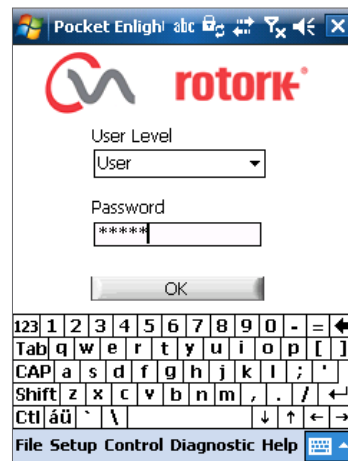 Pocket Enligh abc
rotork
User Level
User
Password
*****
OK
123 1 2 3 4 5 6 7 8 9 0 - = ←
Tab q w e r t y u i o p [ ]
CAP a s d f g h j k l ; '
Shift z x c v b n m , . / ↵
Ctl áü ` \ ↓ ↑ ← →
File Setup Control Diagnostic Help